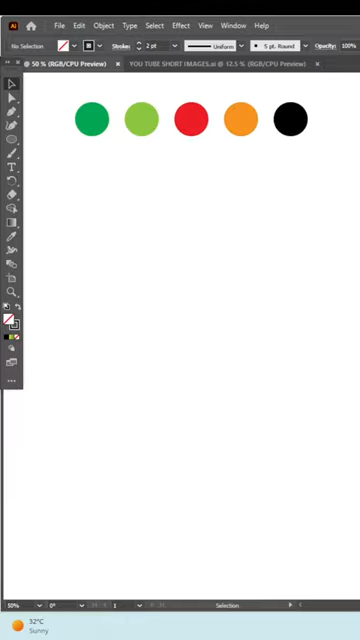 Ai File Edit Object Type Select Effect View Window Help
No Selection Stroke: 2 pt Uniform 5 pt. Round Opacity: 100%
@ 50 % (RGB/CPU Preview) × YOU TUBE SHORT IMAGES.ai @ 12.5 % (RGB/CPU Preview) ×
T
50% 0° 1 Selection
32°C
Sunny